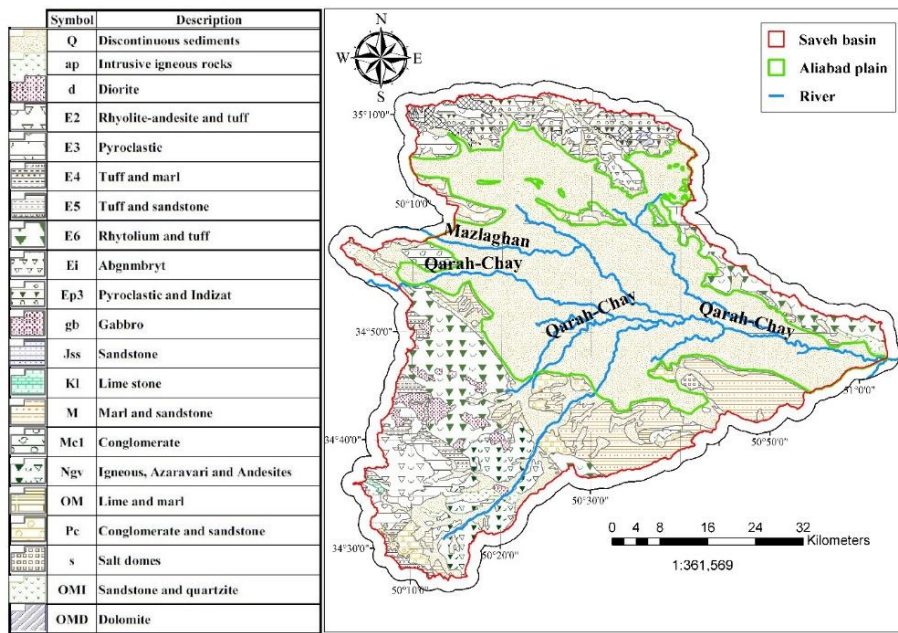 Symbol Description
Q Discontinuous sediments
ap Intrusive igneous rocks
d Diorite
E2 Rhyolite-andesite and tuff
E3 Pyroclastic
E4 Tuff and marl
E5 Tuff and sandstone
E6 Rhytolium and tuff
Ei Abgnmbryt
Ep3 Pyroclastic and Indizat
gb Gabbro
Jss Sandstone
Kl Lime stone
M Marl and sandstone
Mc1 Conglomerate
Ngv Igneous, Azaravari and Andesites
OM Lime and marl
Pc Conglomerate and sandstone
s Salt domes
OMI Sandstone and quartzite
OMD Dolomite
N
W E
S
Saveh basin
Aliabad plain
River
35°10'0"
50°10'0"
Mazlaghan
Qarah-Chay
Qarah-Chay
Qarah-Chay
34°50'0"
51°0'0"
34°40'0"
50°50'0"
50°30'0"
34°30'0"
50°20'0"
50°10'0"
0 4 8 16 24 32
Kilometers
1:361,569